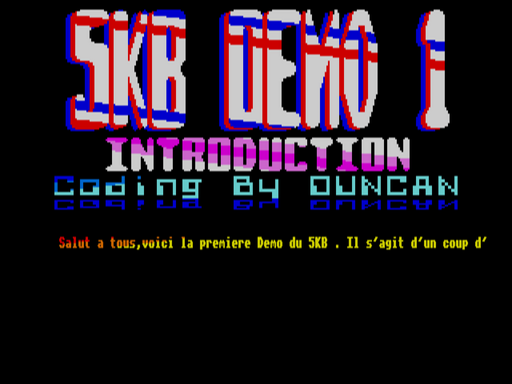 5KB DEMO 1
INTRODUCTION
Coding By DUNCAN
Salut a tous,voici la premiere Demo du 5KB . Il s'agit d'un coup d'